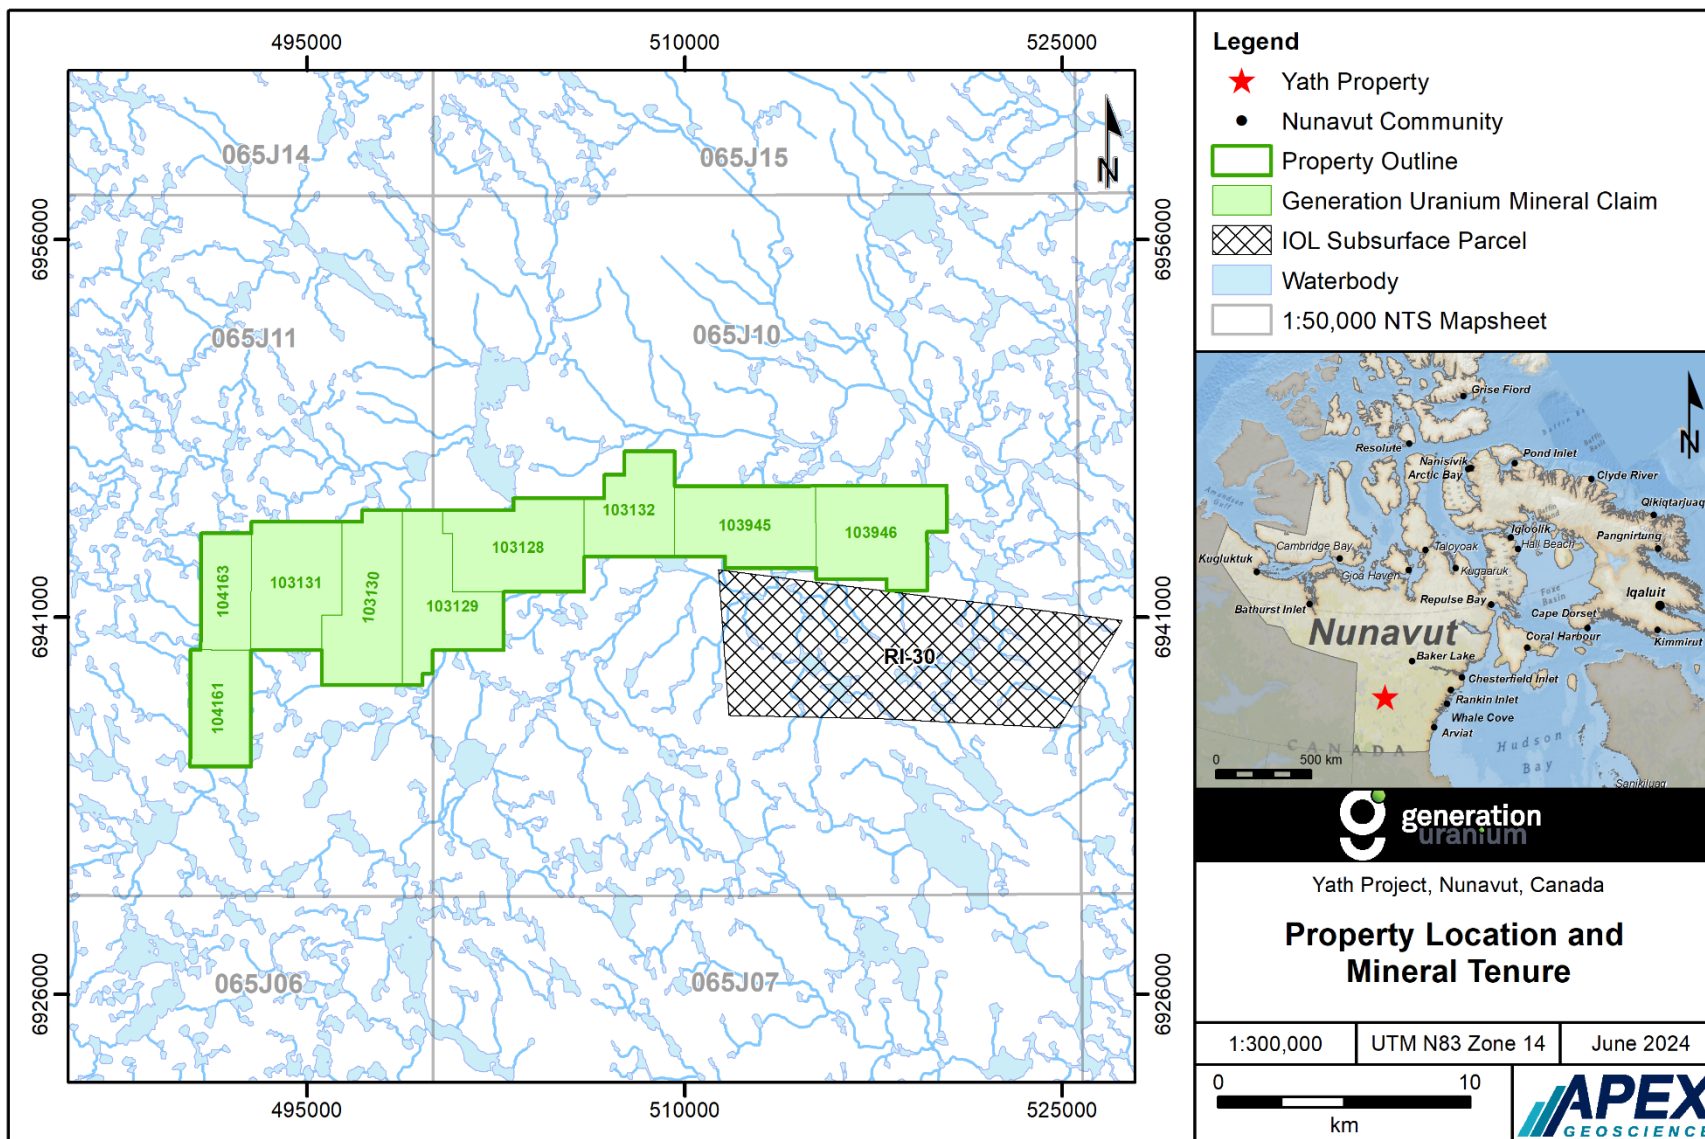 495000
510000
525000
6956000
6941000
6926000
065J14
065J15
N
065J11
065J10
103132
103945
103946
103128
104163
103131
103130
103129
104161
RI-30
065J06
065J07
6956000
6941000
6926000
495000
510000
525000
Legend
Yath Property
Nunavut Community
Property Outline
Generation Uranium Mineral Claim
IOL Subsurface Parcel
Waterbody
1:50,000 NTS Mapsheet
Grise Fiord
N
Resolute
Nanisivik
Pond Inlet
Arctic Bay
Clyde River
Baffin Bay
Amundsen Gulf
Qikiqtarjuaq
Igloolik
Pangnirtung
Hall Beach
Cambridge Bay
Taloyoak
Kugluktuk
Gjoa Haven
Kugaaruk
Foxe Basin
Iqaluit
Bathurst Inlet
Repulse Bay
Cape Dorset
Nunavut
Coral Harbour
Kimmirut
Baker Lake
Chesterfield Inlet
Rankin Inlet
Whale Cove
Arviat
CANADA
Hudson
Bay
0 500 km
Sanikiluaq
generation
uranium
Yath Project, Nunavut, Canada
Property Location and
Mineral Tenure
1:300,000
UTM N83 Zone 14
June 2024
0 10
km
APEX
GEOSCIENCE